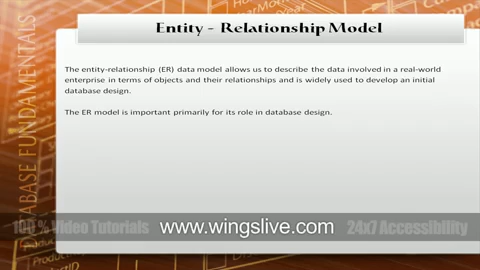 Entity - Relationship Model
The entity-relationship (ER) data model allows us to describe the data involved in a real-world
enterprise in terms of objects and their relationships and is widely used to develop an initial
database design.
The ER model is important primarily for its role in database design.
DATABASE FUNDAMENTALS
100 % Video Tutorials www.wingslive.com 24x7 Accessibility